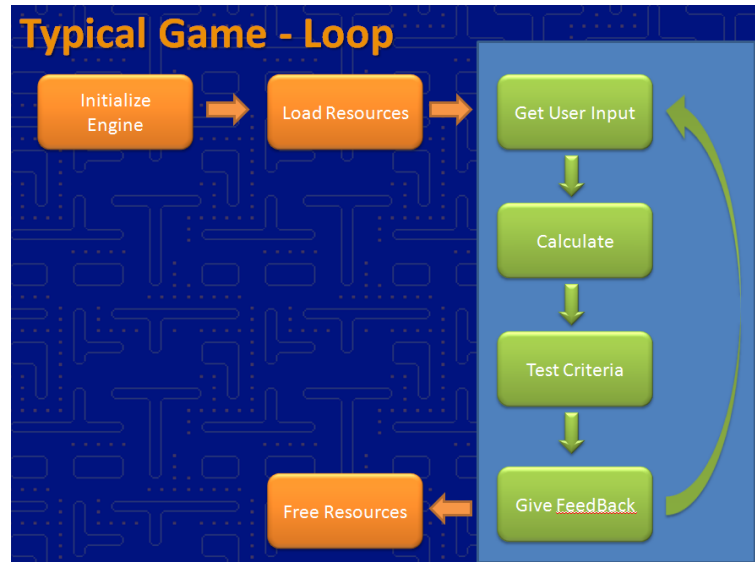 Typical Game - Loop
Initialize
Engine
Load Resources
Get User Input
Calculate
Test Criteria
Give FeedBack
Free Resources